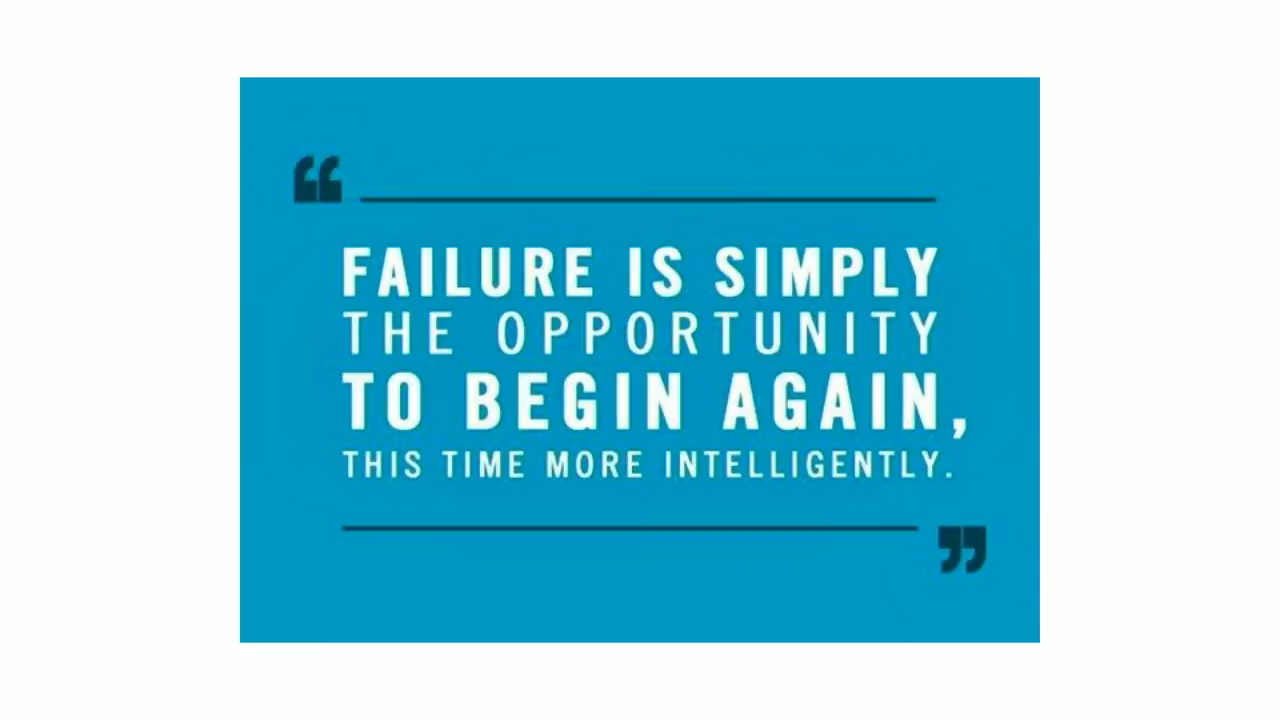 “
FAILURE IS SIMPLY
THE OPPORTUNITY
TO BEGIN AGAIN,
THIS TIME MORE INTELLIGENTLY.
”